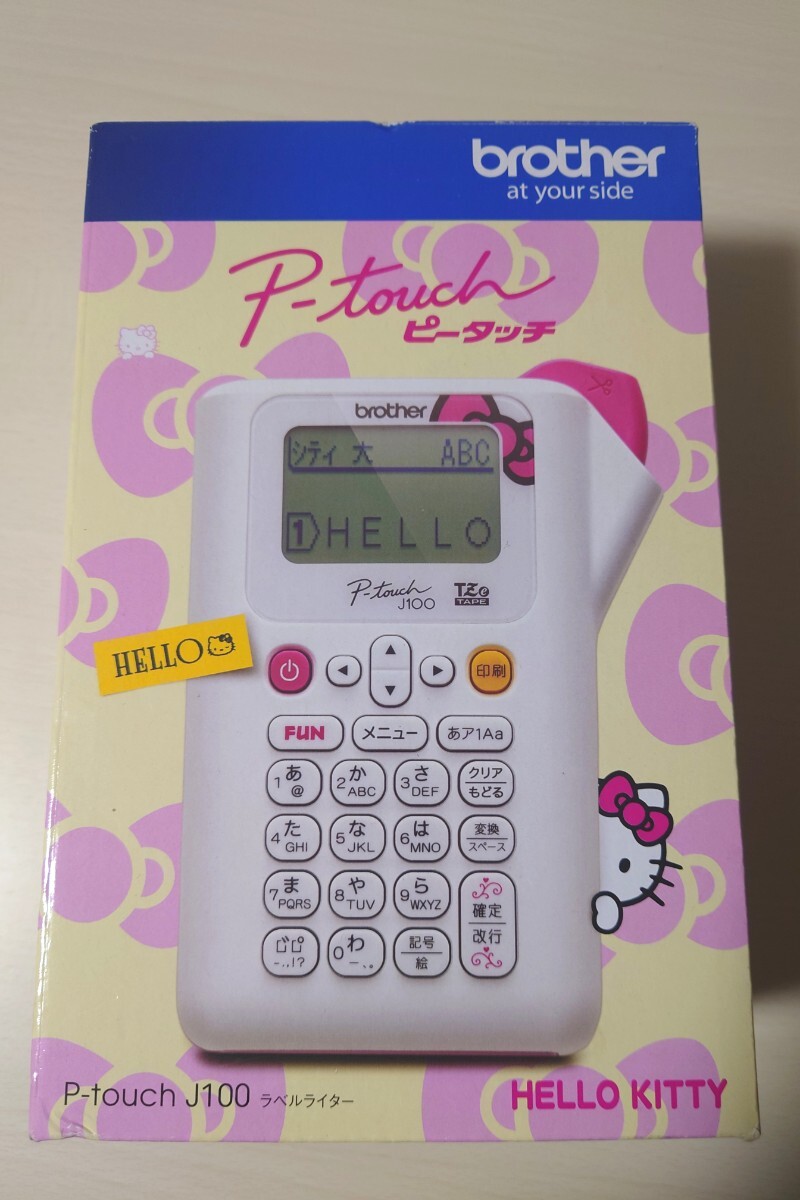 brother
at your side
P-touch
ピータッチ
brother
シティ 大 ABC
1 HELLO
P-touch
J100
TZe
TAPE
HELLO
印刷
FUN メニュー あア1Aa
1 あ @ 2 か ABC 3 さ DEF クリア もどる
4 た GHI 5 な JKL 6 は MNO 変換 スペース
7 ま PQRS 8 や TUV 9 ら WXYZ 確定 改行
゛゜ -.,!? 0 わ ー、。 記号 絵
P-touch J100 ラベルライター
HELLO KITTY